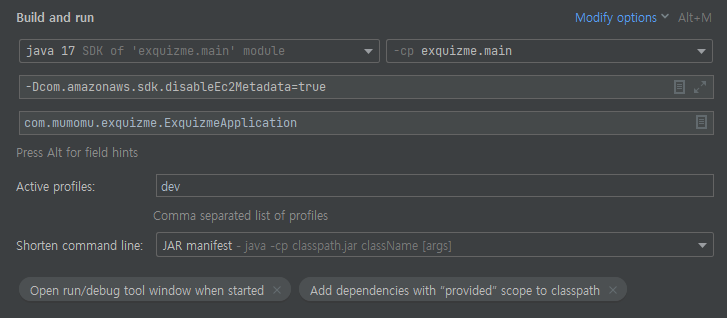 Build and run
Modify options Alt+M
java 17 SDK of 'exquizme.main' module
-cp exquizme.main
-Dcom.amazonaws.sdk.disableEc2Metadata=true
com.mumomu.exquizme.ExquizmeApplication
Press Alt for field hints
Active profiles: dev
Comma separated list of profiles
Shorten command line: JAR manifest - java -cp classpath.jar className [args]
Open run/debug tool window when started ×
Add dependencies with "provided" scope to classpath ×